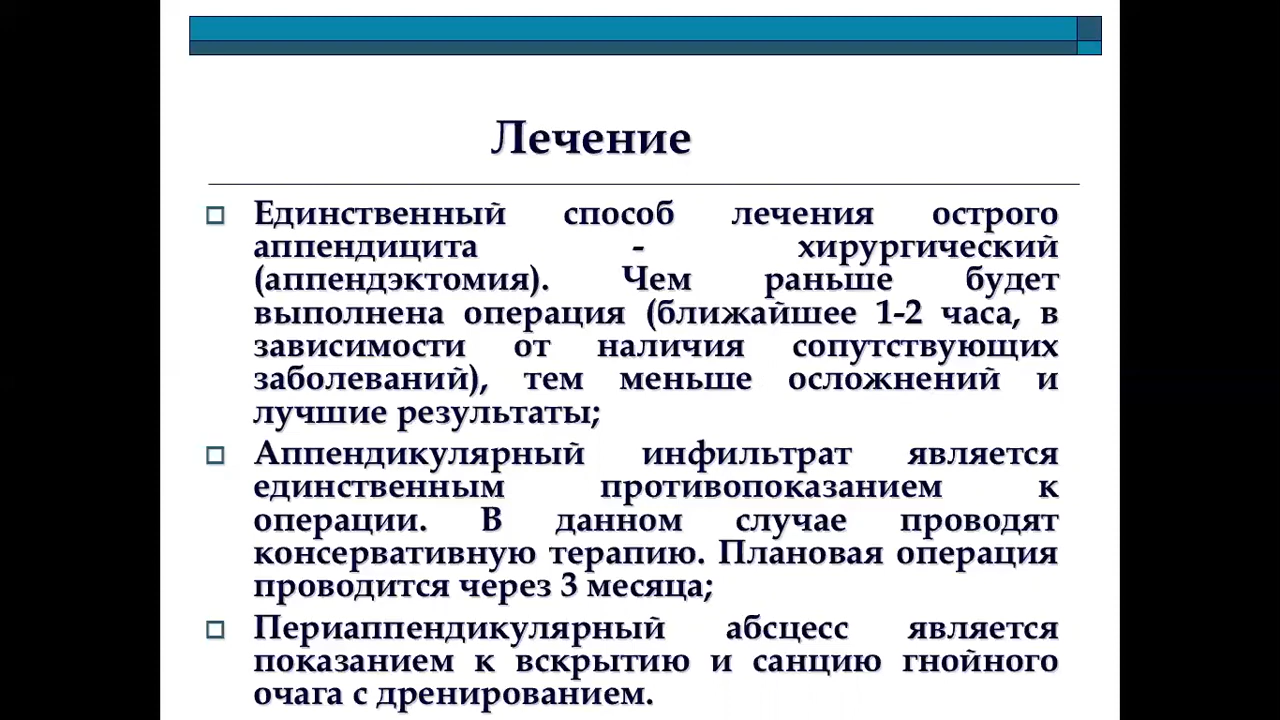 Лечение
Единственный способ лечения острого
аппендицита - хирургический
(аппендэктомия). Чем раньше будет
выполнена операция (ближайшее 1-2 часа, в
зависимости от наличия сопутствующих
заболеваний), тем меньше осложнений и
лучшие результаты;
Аппендикулярный инфильтрат является
единственным противопоказанием к
операции. В данном случае проводят
консервативную терапию. Плановая операция
проводится через 3 месяца;
Периаппендикулярный абсцесс является
показанием к вскрытию и санцию гнойного
очага с дренированием.